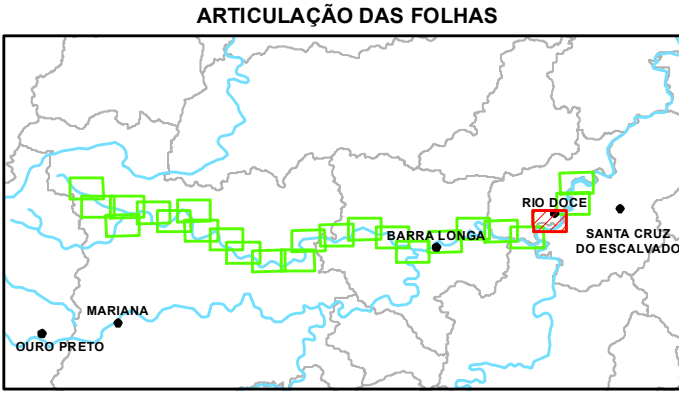 ARTICULAÇÃO DAS FOLHAS
RIO DOCE
BARRA LONGA
SANTA CRUZ
DO ESCALVADO
MARIANA
OURO PRETO